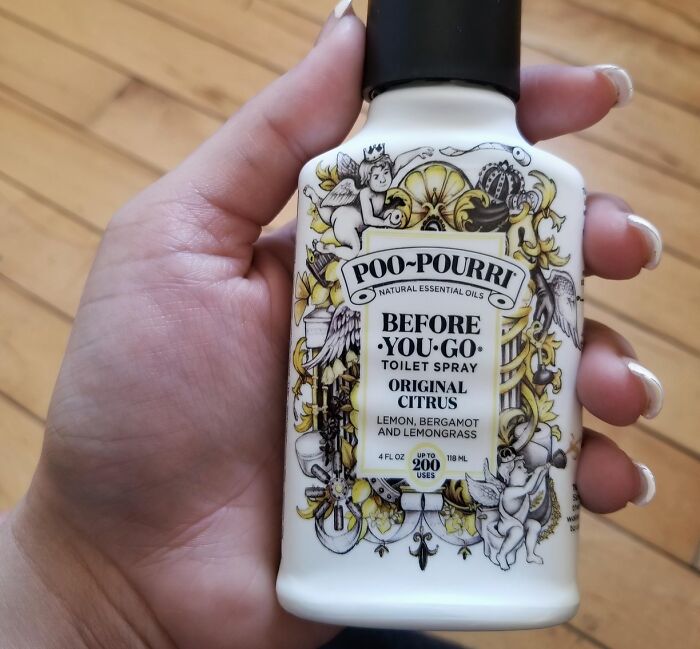 POO~POURRI
NATURAL ESSENTIAL OILS
BEFORE
·YOU·GO®
TOILET SPRAY
ORIGINAL
CITRUS
LEMON, BERGAMOT
AND LEMONGRASS
4 FL OZ UP TO 200 USES 118 ML